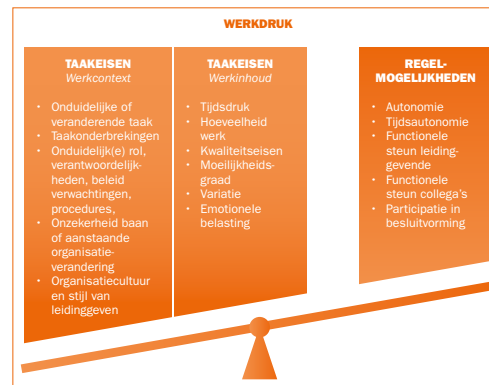 WERKDRUK
TAAKEISEN
Werkcontext
• Onduidelijke of
veranderende taak
• Taakonderbrekingen
• Onduidelijk(e) rol,
verantwoordelijk-
heden, beleid
verwachtingen,
procedures,
• Onzekerheid baan
of aanstaande
organisatie-
verandering
• Organisatiecultuur
en stijl van
leidinggeven
TAAKEISEN
Werkinhoud
• Tijdsdruk
• Hoeveelheid
werk
• Kwaliteitseisen
• Moeilijkheids-
graad
• Variatie
• Emotionele
belasting
REGEL-
MOGELIJKHEDEN
• Autonomie
• Tijdsautonomie
• Functionele
steun leiding-
gevende
• Functionele
steun collega's
• Participatie in
besluitvorming